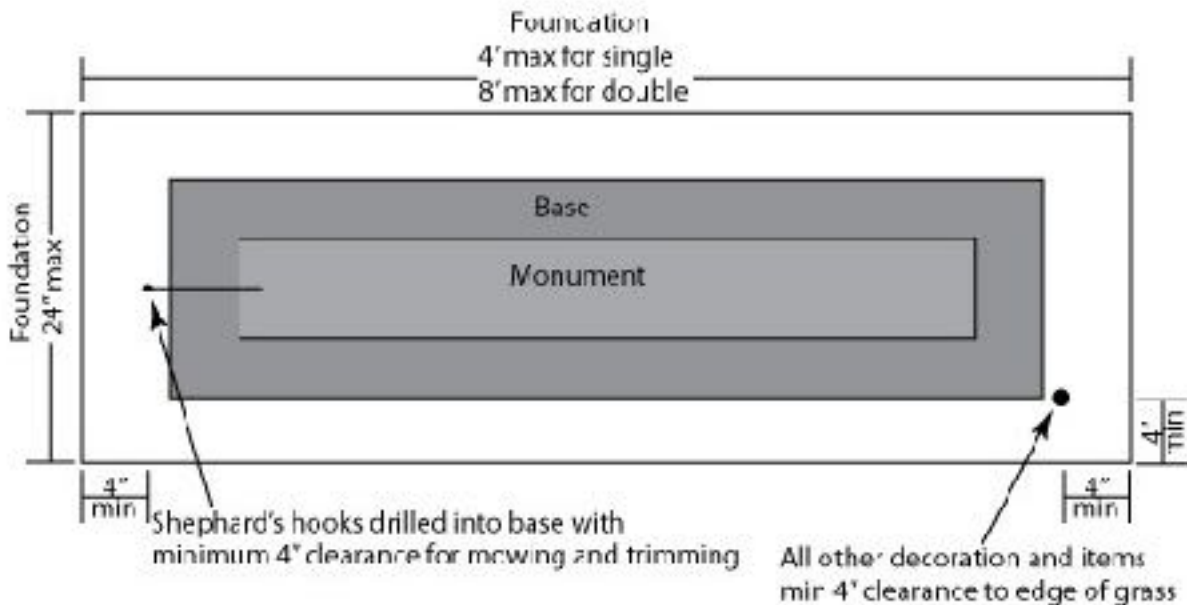 Foundation
4' max for single
8' max for double
Foundation
24" max
Base
Monument
4"
min
4"
min
4"
min
Shephard's hooks drilled into base with
minimum 4" clearance for mowing and trimming
All other decoration and items
min 4" clearance to edge of grass